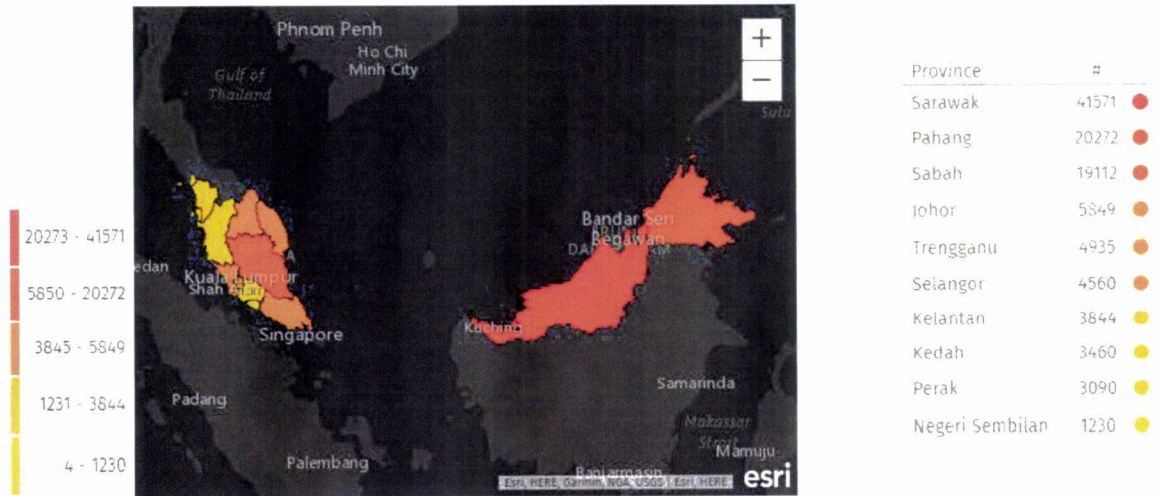 20273 - 41571
5850 - 20272
3845 - 5849
1231 - 3844
4 - 1230
Phnom Penh
Ho Chi
Minh City
Gulf of
Thailand
+
−
Sulu
Bandar Seri
Begawan
edan
Kuala Lumpur
Shah Alam
Singapore
Kuching
Padang
Samarinda
Makassar
Strait
Mamuju
Palembang
Banjarmasin
Esri, HERE, Garmin, NGA, USGS | Esri, HERE
esri
Province #
Sarawak 41571
Pahang 20272
Sabah 19112
Johor 5849
Trengganu 4935
Selangor 4560
Kelantan 3844
Kedah 3460
Perak 3090
Negeri Sembilan 1230